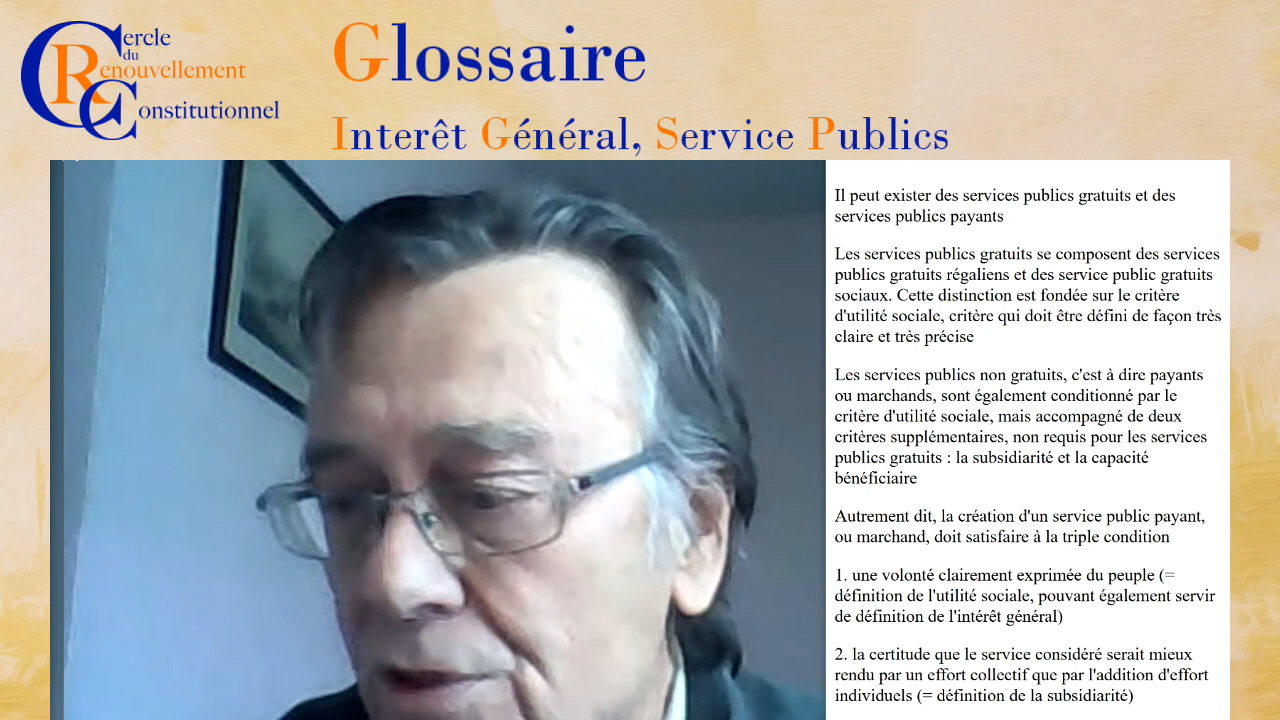 Cercle
du
Renouvellement
Constitutionnel
Glossaire
Interêt Général, Service Publics
Il peut exister des services publics gratuits et des
services publics payants
Les services publics gratuits se composent des services
publics gratuits régaliens et des service public gratuits
sociaux. Cette distinction est fondée sur le critère
d'utilité sociale, critère qui doit être défini de façon très
claire et très précise
Les services publics non gratuits, c'est à dire payants
ou marchands, sont également conditionné par le
critère d'utilité sociale, mais accompagné de deux
critères supplémentaires, non requis pour les services
publics gratuits : la subsidiarité et la capacité
bénéficiaire
Autrement dit, la création d'un service public payant,
ou marchand, doit satisfaire à la triple condition
1. une volonté clairement exprimée du peuple (=
définition de l'utilité sociale, pouvant également servir
de définition de l'intérêt général)
2. la certitude que le service considéré serait mieux
rendu par un effort collectif que par l'addition d'effort
individuels (= définition de la subsidiarité)